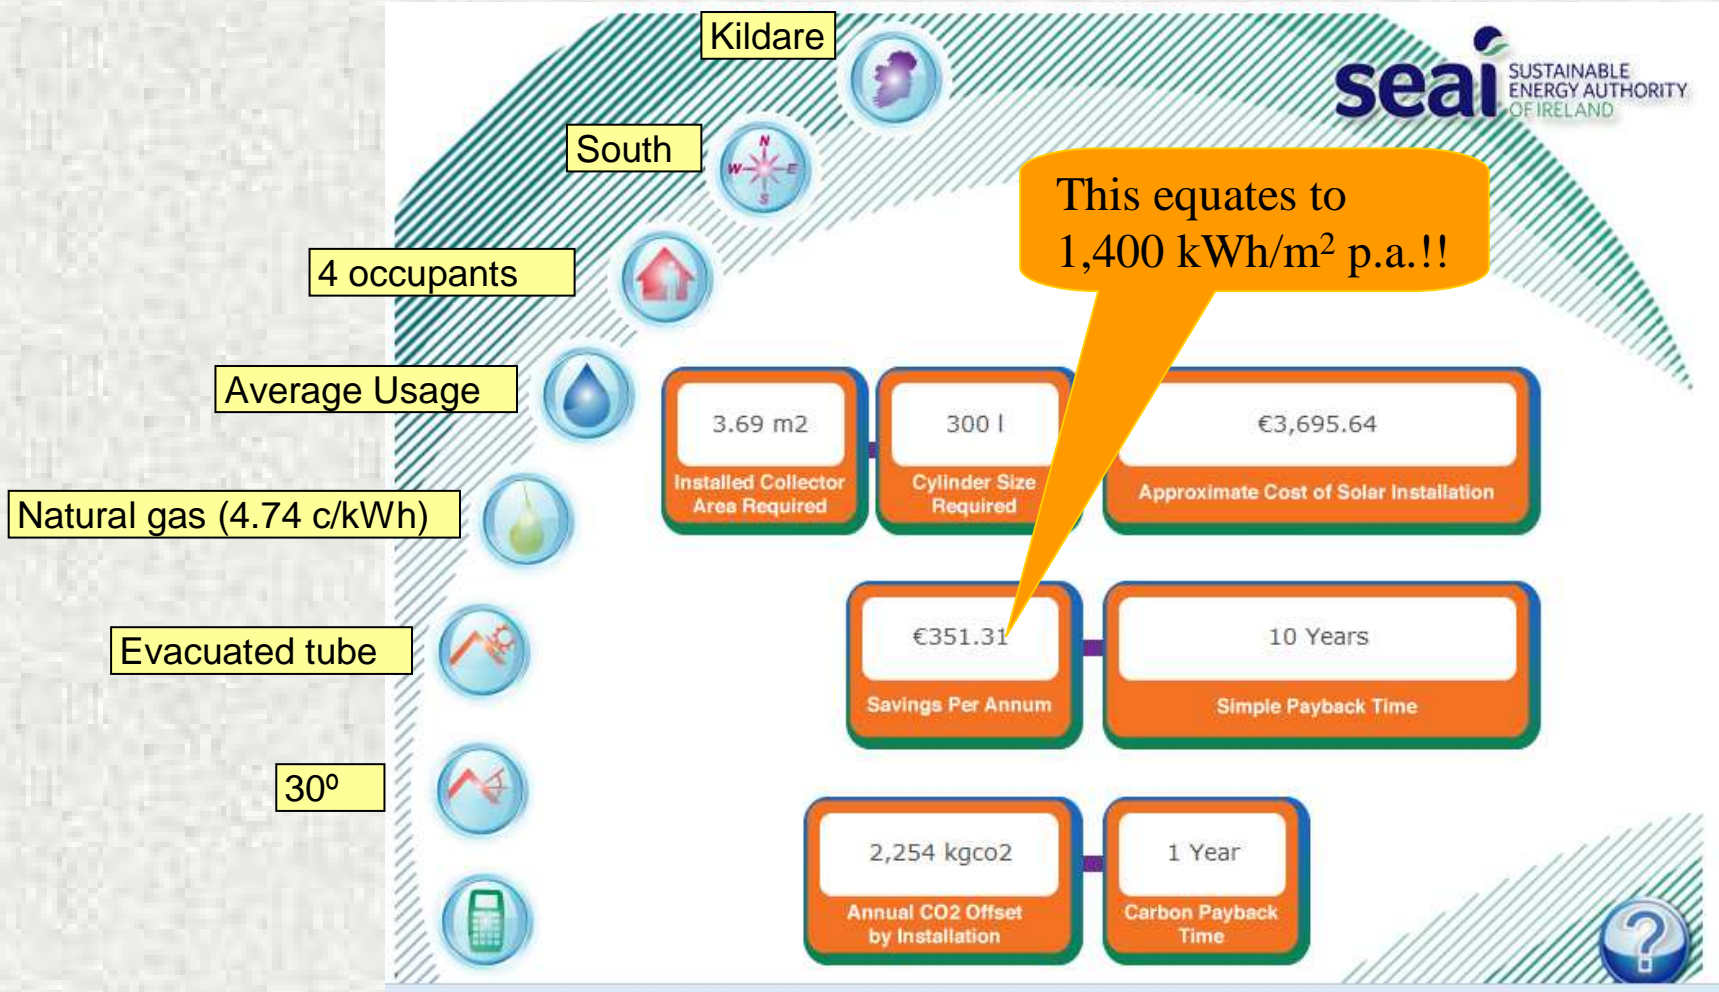 Kildare
seai SUSTAINABLE
ENERGY AUTHORITY
OF IRELAND
South
N
W E
S
This equates to
1,400 kWh/m² p.a.!!
4 occupants
Average Usage
3.69 m2
Installed Collector
Area Required
300 l
Cylinder Size
Required
€3,695.64
Approximate Cost of Solar Installation
Natural gas (4.74 c/kWh)
Evacuated tube
€351.31
Savings Per Annum
10 Years
Simple Payback Time
30º
2,254 kgco2
Annual CO2 Offset
by Installation
1 Year
Carbon Payback
Time
?